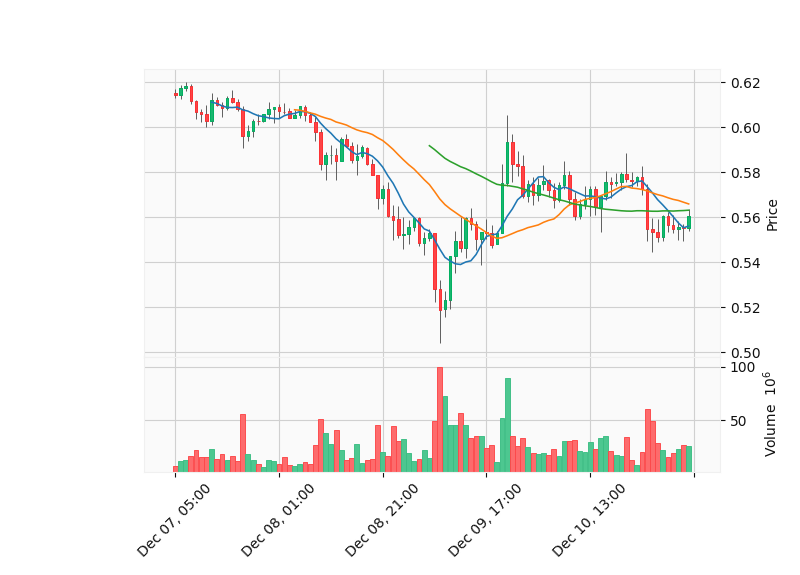 0.62
0.60
0.58
0.56
0.54
0.52
0.50
Price
100
50
Volume 10⁶
Dec 07, 05:00
Dec 08, 01:00
Dec 08, 21:00
Dec 09, 17:00
Dec 10, 13:00